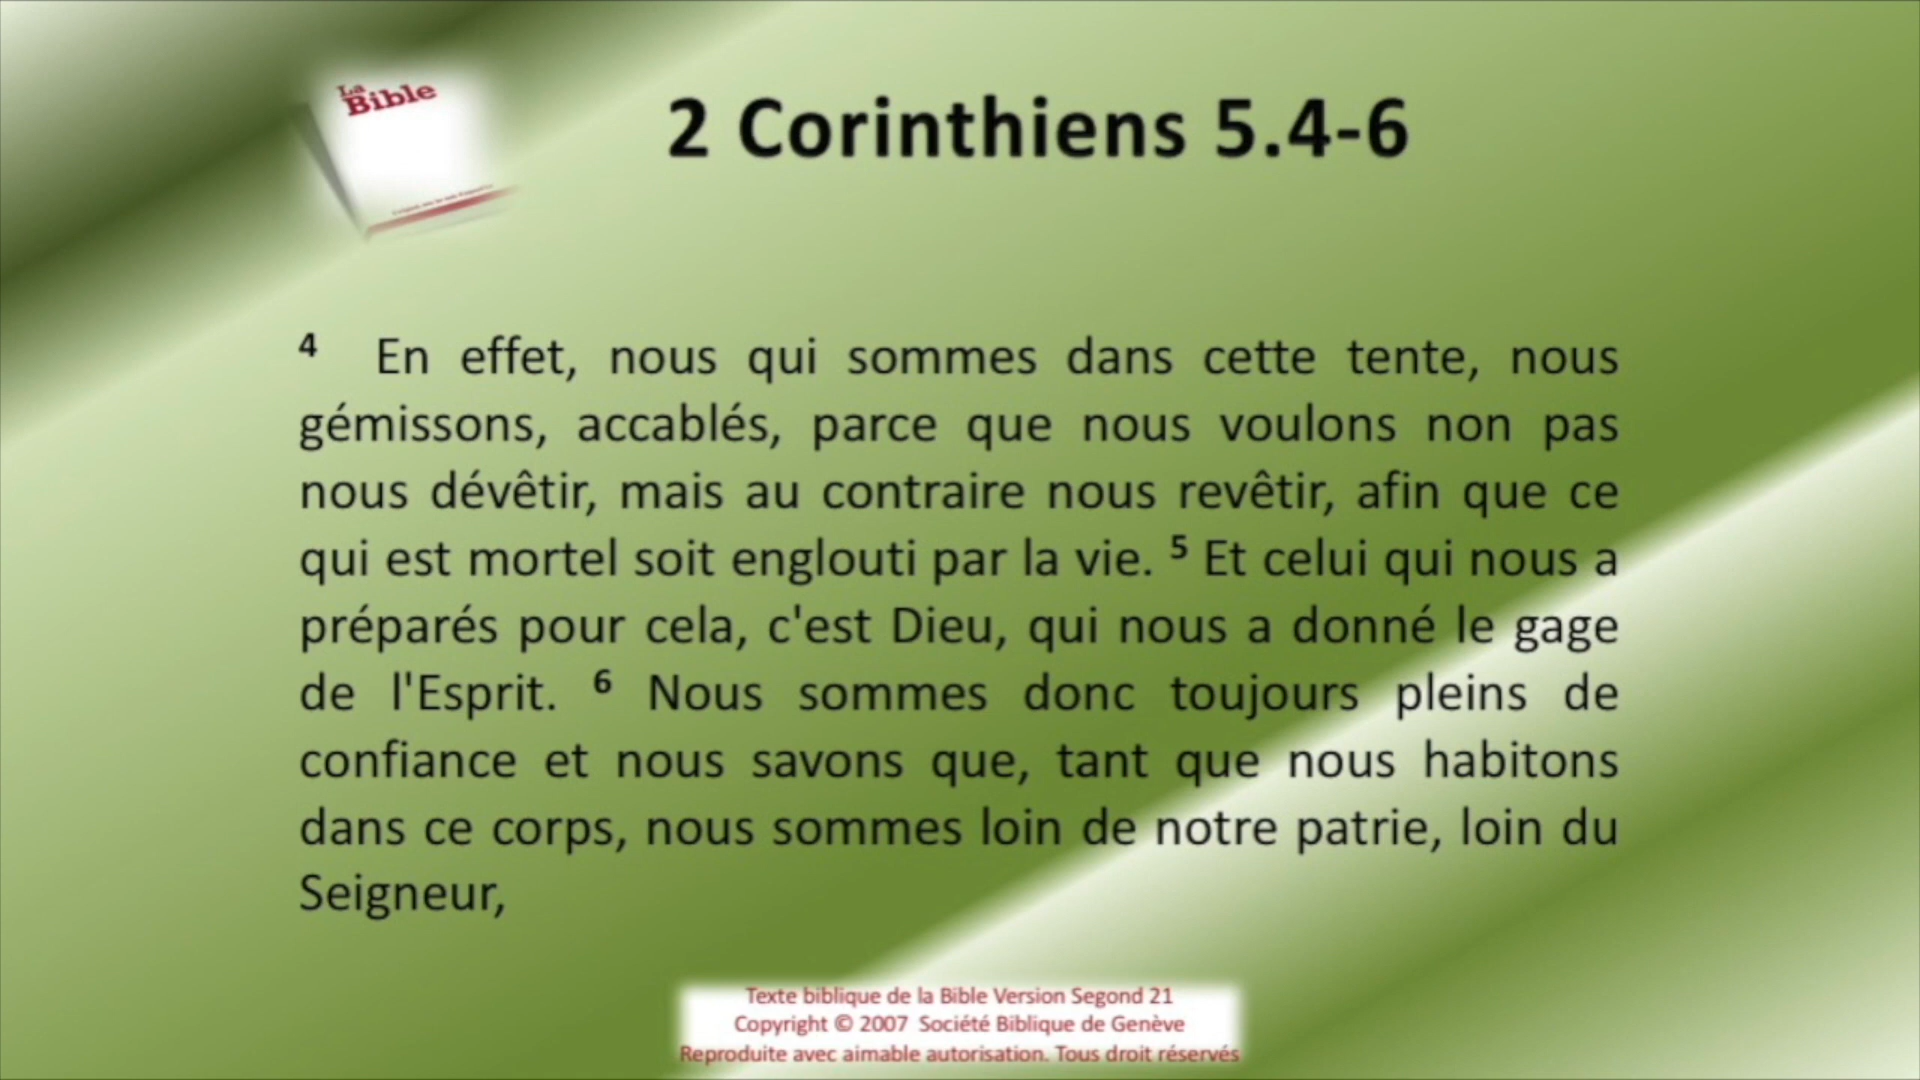 La
Bible
2 Corinthiens 5.4-6
4 En effet, nous qui sommes dans cette tente, nous
gémissons, accablés, parce que nous voulons non pas
nous dévêtir, mais au contraire nous revêtir, afin que ce
qui est mortel soit englouti par la vie. 5 Et celui qui nous a
préparés pour cela, c'est Dieu, qui nous a donné le gage
de l'Esprit. 6 Nous sommes donc toujours pleins de
confiance et nous savons que, tant que nous habitons
dans ce corps, nous sommes loin de notre patrie, loin du
Seigneur,
Texte biblique de la Bible Version Segond 21
Copyright © 2007 Société Biblique de Genève
Reproduite avec aimable autorisation. Tous droit réservés